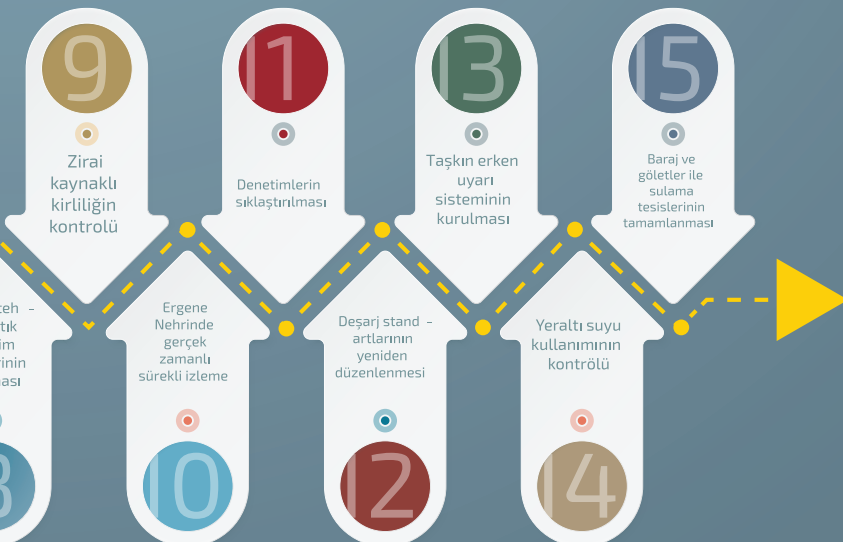 9
Zirai
kaynaklı
kirliliğin
kontrolü
11
Denetimlerin
sıklaştırılması
13
Taşkın erken
uyarı
sisteminin
kurulması
15
Baraj ve
göletler ile
sulama
tesislerinin
tamamlanması
8
10
Ergene
Nehrinde
gerçek
zamanlı
sürekli izleme
12
Deşarj stand -
artlarının
yeniden
düzenlenmesi
14
Yeraltı suyu
kullanımının
kontrölü